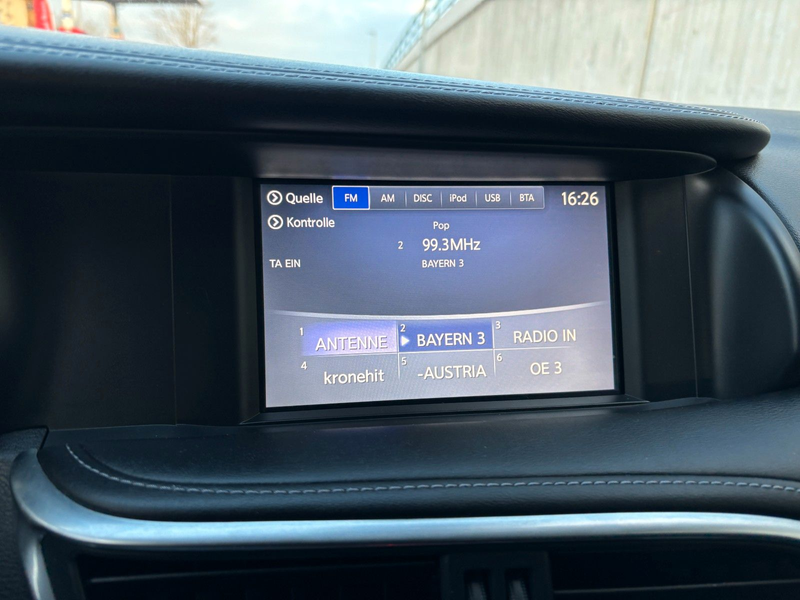 Quelle FM AM DISC iPod USB BTA 16:26
Kontrolle
Pop
2 99.3MHz
TA EIN BAYERN 3
1 ANTENNE 2 BAYERN 3 3 RADIO IN
4 kronehit 5 -AUSTRIA 6 OE 3